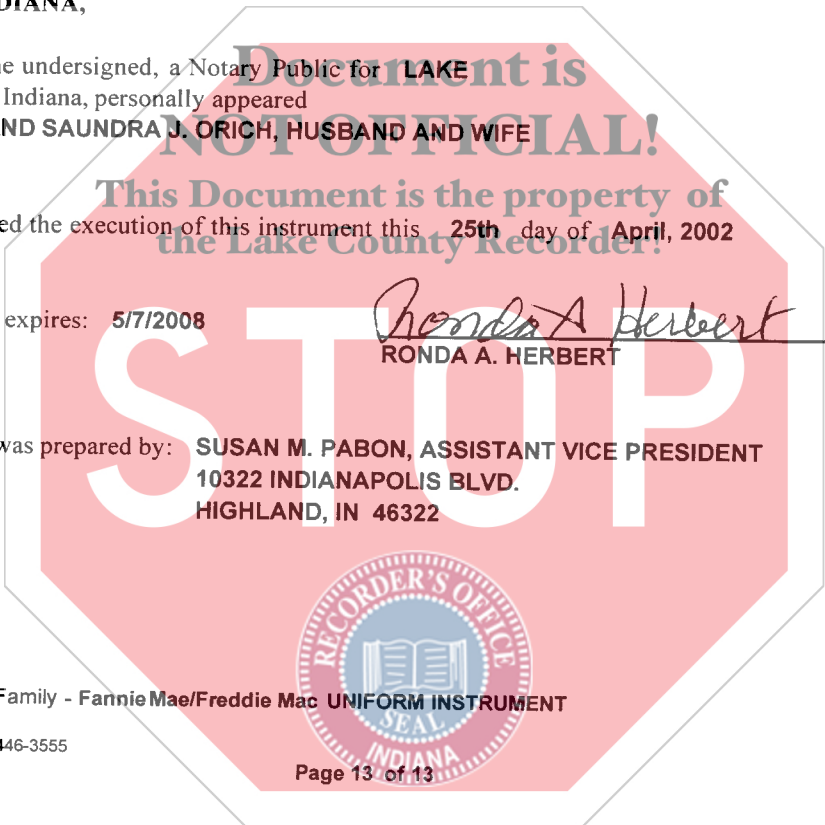 DIANA,
Document is
e undersigned, a Notary Public for LAKE
Indiana, personally appeared
NOT OFFICIAL!
ND SAUNDRA J. ORICH, HUSBAND AND WIFE
This Document is the property of
ed the execution of this instrument this 25th day of April, 2002
the Lake County Recorder!
expires: 5/7/2008
Ronda A Herbert
RONDA A. HERBERT
STOP
was prepared by: SUSAN M. PABON, ASSISTANT VICE PRESIDENT
10322 INDIANAPOLIS BLVD.
HIGHLAND, IN 46322
RECORDER'S OFFICE
Family - Fannie Mae/Freddie Mac UNIFORM INSTRUMENT
SEAL
446-3555
INDIANA
Page 13 of 13